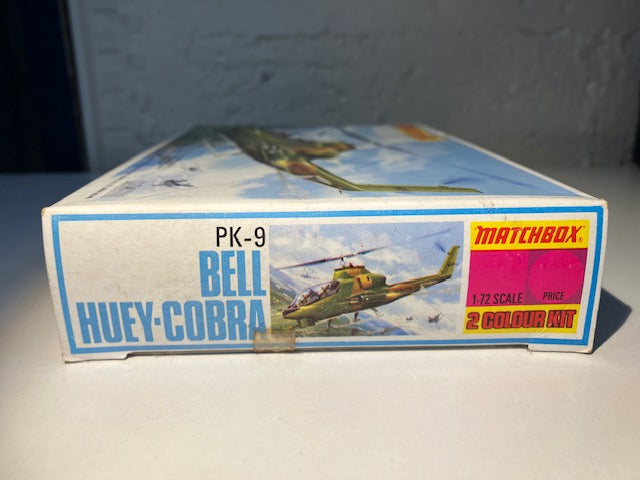 PK-9
BELL
HUEY-COBRA
MATCHBOX
1-72 SCALE
PRICE
2 COLOUR KIT